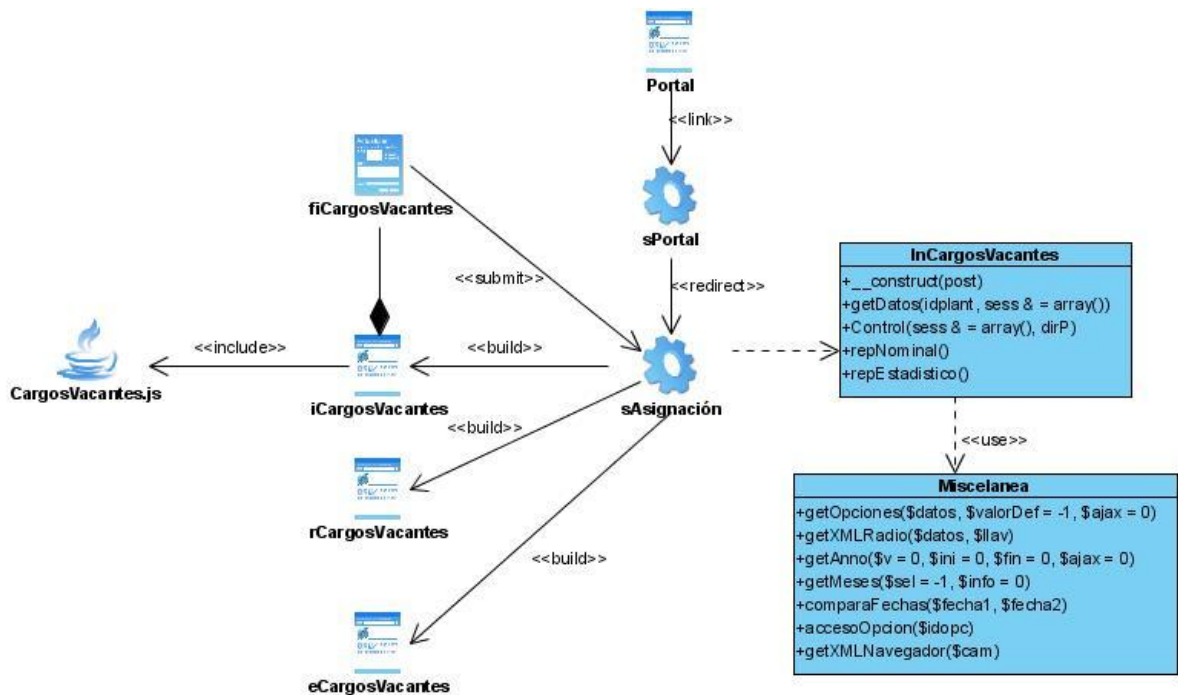 Portal
<<link>>
fiCargosVacantes
sPortal
<<submit>>
<<redirect>>
InCargosVacantes
+__construct(post)
+getDatos(idplant, sess & = array())
+Control(sess & = array(), dirP)
+repNominal()
+repEstadistico()
<<include>>
<<build>>
CargosVacantes.js
iCargosVacantes
sAsignación
<<build>>
<<use>>
rCargosVacantes
Miscelanea
+getOpciones($datos, $valorDef = -1, $ajax = 0)
+getXMLRadio($datos, $llav)
+getAnno($v = 0, $ini = 0, $fin = 0, $ajax = 0)
+getMeses($sel = -1, $info = 0)
+comparaFechas($fecha1, $fecha2)
+accesoOpcion($idopc)
+getXMLNavegador($cam)
<<build>>
eCargosVacantes